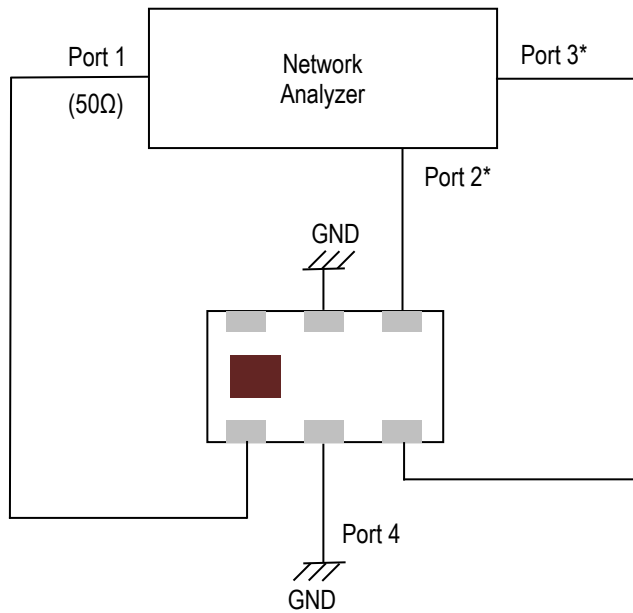 Port 1
(50Ω)
Network
Analyzer
Port 3*
Port 2*
GND
Port 4
GND